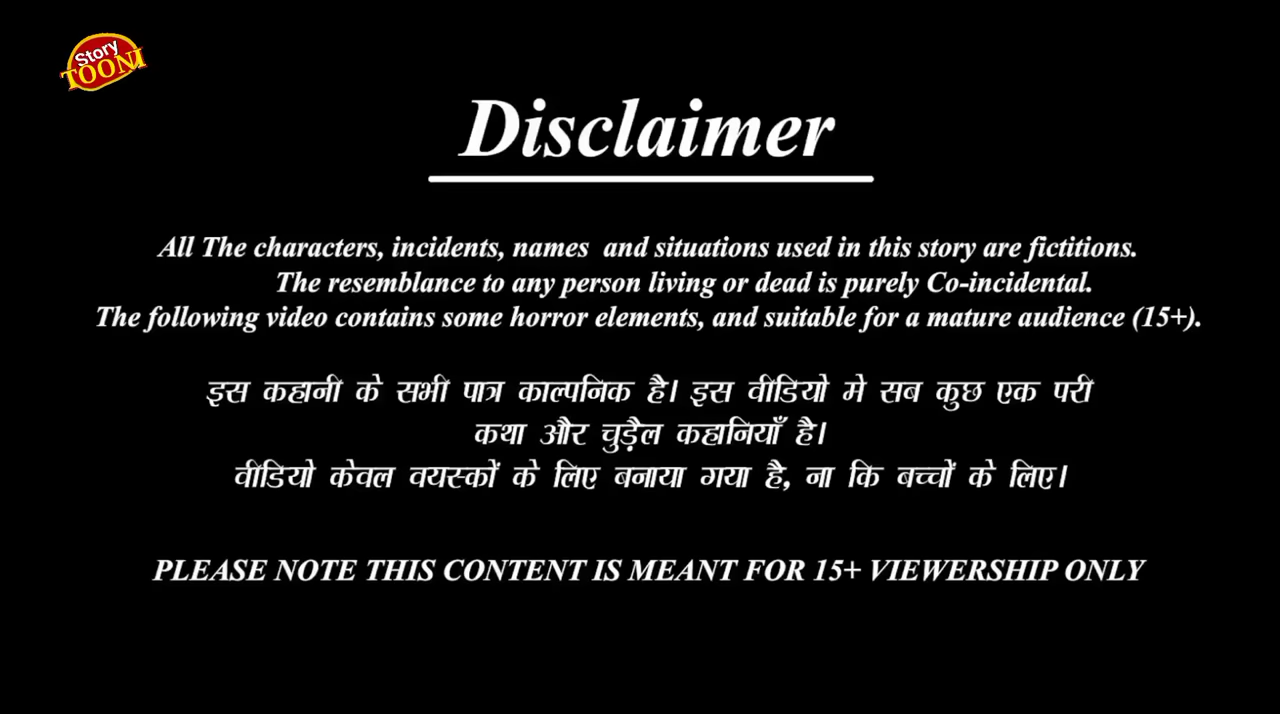 Story
TOONI
Disclaimer
All The characters, incidents, names and situations used in this story are fictitions.
The resemblance to any person living or dead is purely Co-incidental.
The following video contains some horror elements, and suitable for a mature audience (15+).
इस कहानी के सभी पात्र काल्पनिक है। इस वीडियो मे सब कुछ एक परी
कथा और चुड़ैल कहानियाँ है।
वीडियो केवल वयस्कों के लिए बनाया गया है, ना कि बच्चों के लिए।
PLEASE NOTE THIS CONTENT IS MEANT FOR 15+ VIEWERSHIP ONLY